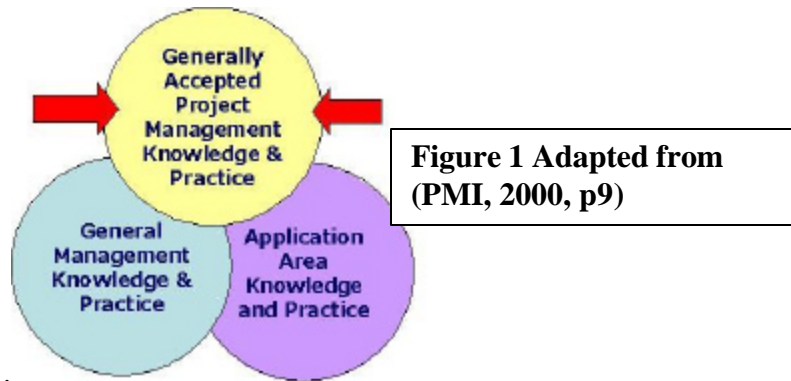 Generally
Accepted
Project
Management
Knowledge &
Practice
Figure 1 Adapted from
(PMI, 2000, p9)
General
Management
Knowledge &
Practice
Application
Area
Knowledge
and Practice
.